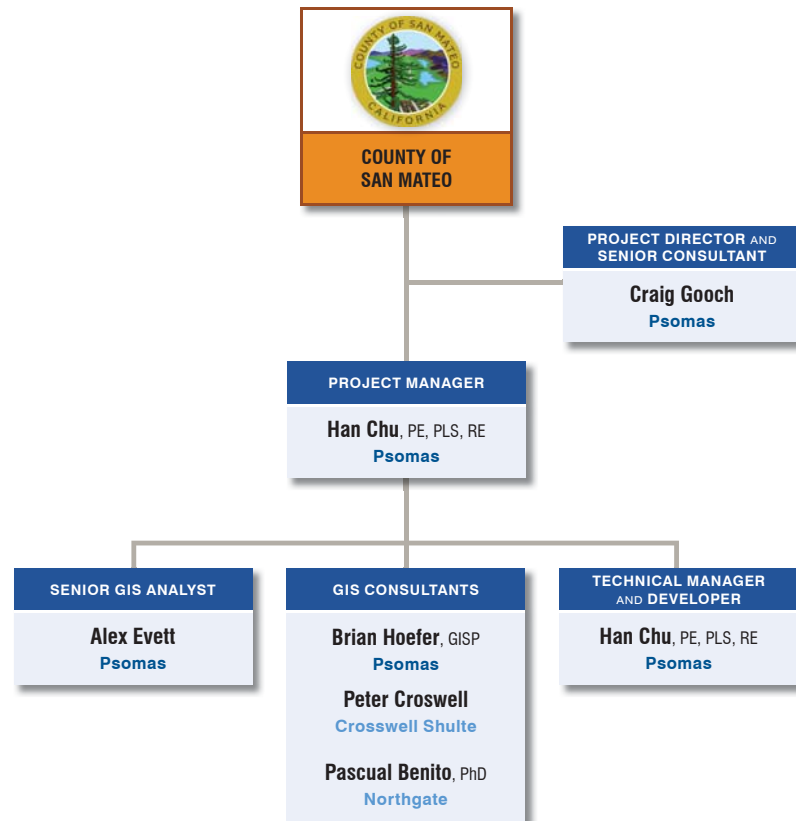 COUNTY OF SAN MATEO
CALIFORNIA
COUNTY OF
SAN MATEO
PROJECT DIRECTOR AND
SENIOR CONSULTANT
Craig Gooch
Psomas
PROJECT MANAGER
Han Chu, PE, PLS, RE
Psomas
SENIOR GIS ANALYST
Alex Evett
Psomas
GIS CONSULTANTS
Brian Hoefer, GISP
Psomas
Peter Croswell
Crosswell Shulte
Pascual Benito, PhD
Northgate
TECHNICAL MANAGER
AND DEVELOPER
Han Chu, PE, PLS, RE
Psomas